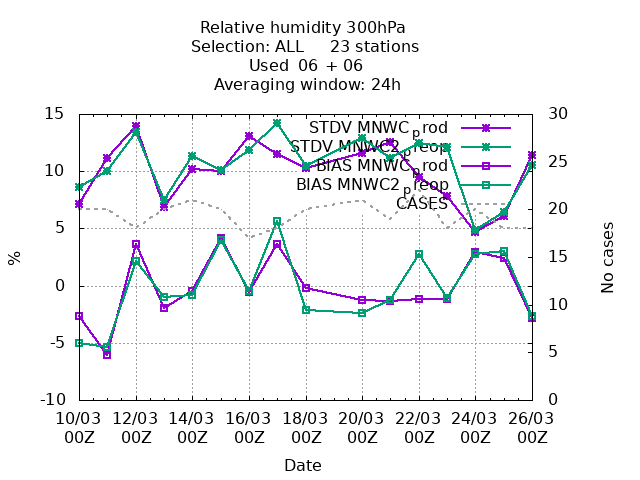 Relative humidity 300hPa
Selection: ALL 23 stations
Used 06 + 06
Averaging window: 24h
15 30
STDV MNWC_prod
STDV MNWC2_preop
BIAS MNWC_prod
BIAS MNWC2_preop
CASES
10 25
5 20
0 15
-5 10
5
-10 0
%
No cases
10/03 12/03 14/03 16/03 18/03 20/03 22/03 24/03 26/03
00Z 00Z 00Z 00Z 00Z 00Z 00Z 00Z 00Z
Date